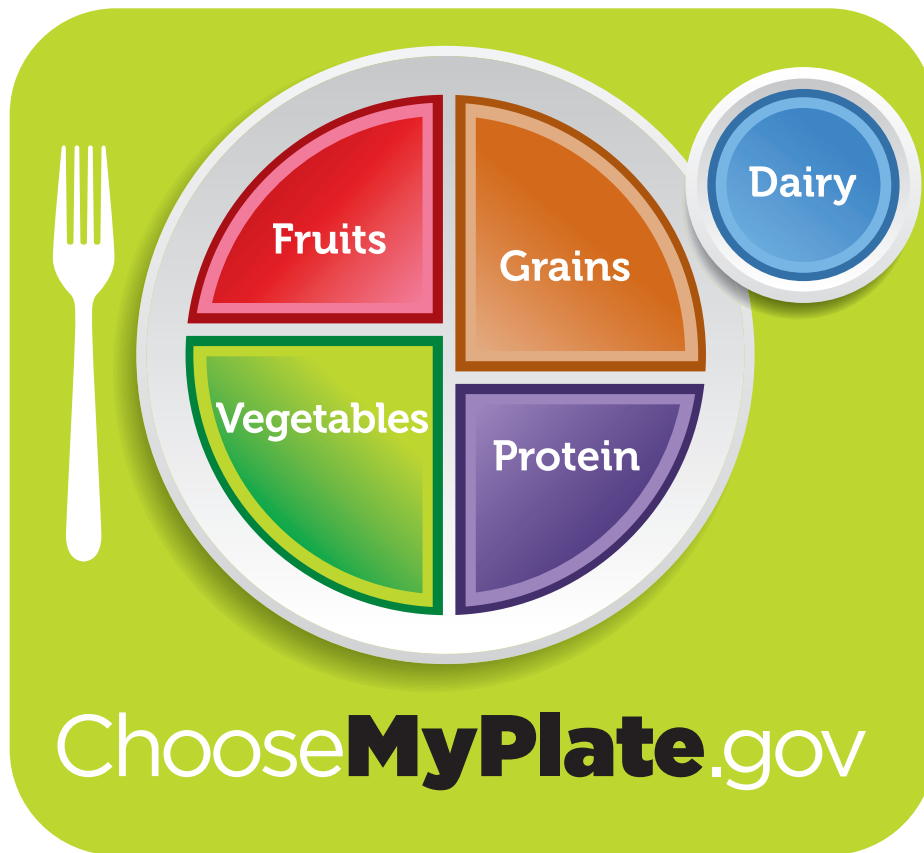 Fruits
Grains
Dairy
Vegetables
Protein
ChooseMyPlate.gov